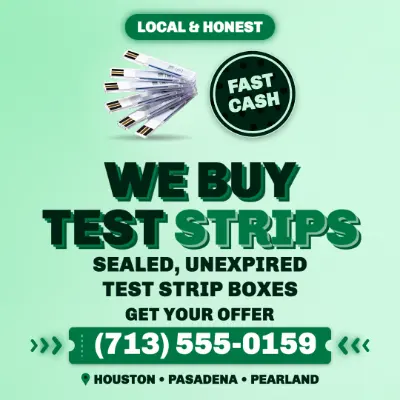 LOCAL & HONEST
FAST
CASH
WE BUY
TEST STRIPS
SEALED, UNEXPIRED
TEST STRIP BOXES
GET YOUR OFFER
(713) 555-0159
HOUSTON • PASADENA • PEARLAND